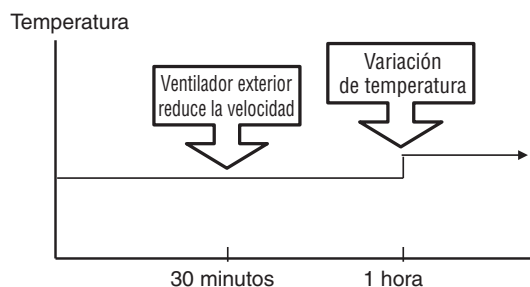 Temperatura
Ventilador exterior
reduce la velocidad
Variación
de temperatura
30 minutos
1 hora